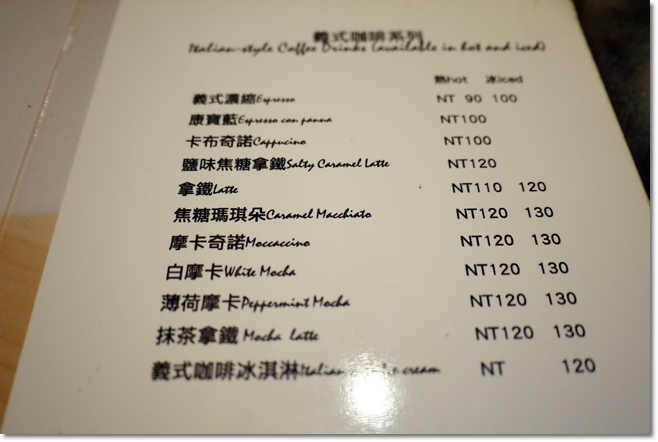 義式咖啡系列
Italian-style Coffee Drinks (available in hot and iced)
熱hot 冰iced
義式濃縮Espresso NT 90 100
康寶藍Espresso con panna NT100
卡布奇諾Cappucino NT100
鹽味焦糖拿鐵Salty Caramel Latte NT120
拿鐵Latte NT110 120
焦糖瑪琪朵Caramel Macchiato NT120 130
摩卡奇諾Moccaccino NT120 130
白摩卡White Mocha NT120 130
薄荷摩卡Peppermint Mocha NT120 130
抹茶拿鐵 Mocha latte NT120 130
義式咖啡冰淇淋Italian cream NT 120